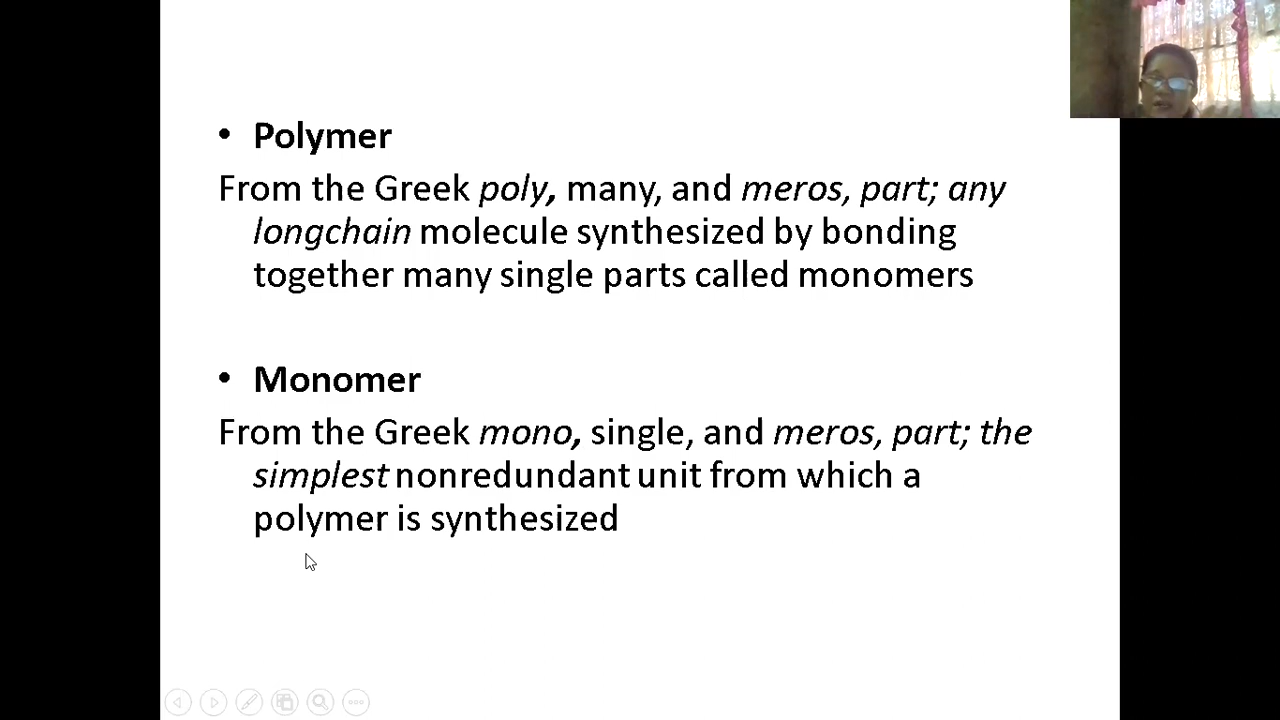 • Polymer
From the Greek poly, many, and meros, part; any
longchain molecule synthesized by bonding
together many single parts called monomers
• Monomer
From the Greek mono, single, and meros, part; the
simplest nonredundant unit from which a
polymer is synthesized